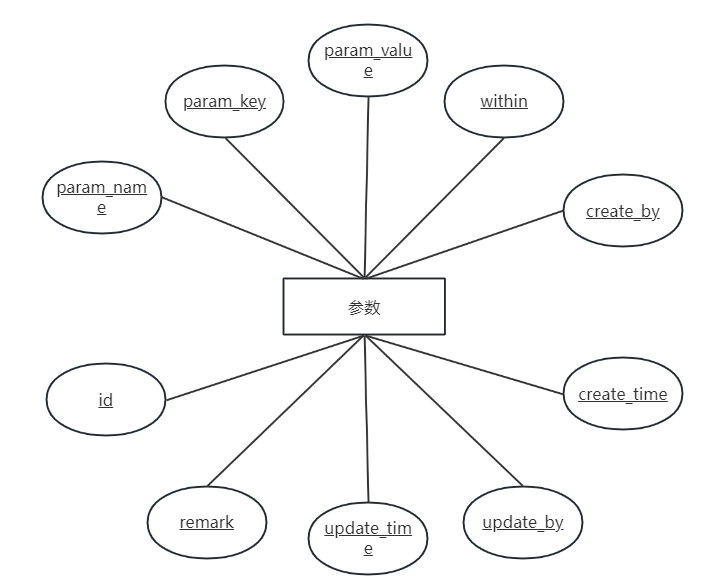 param_valu
e
param_key
within
param_nam
e
create_by
参数
id
create_time
remark
update_tim
e
update_by